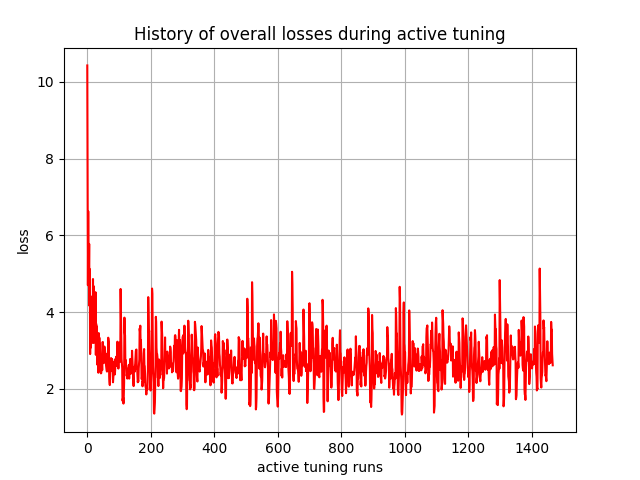 History of overall losses during active tuning
10
8
6
4
2
loss
0 200 400 600 800 1000 1200 1400
active tuning runs